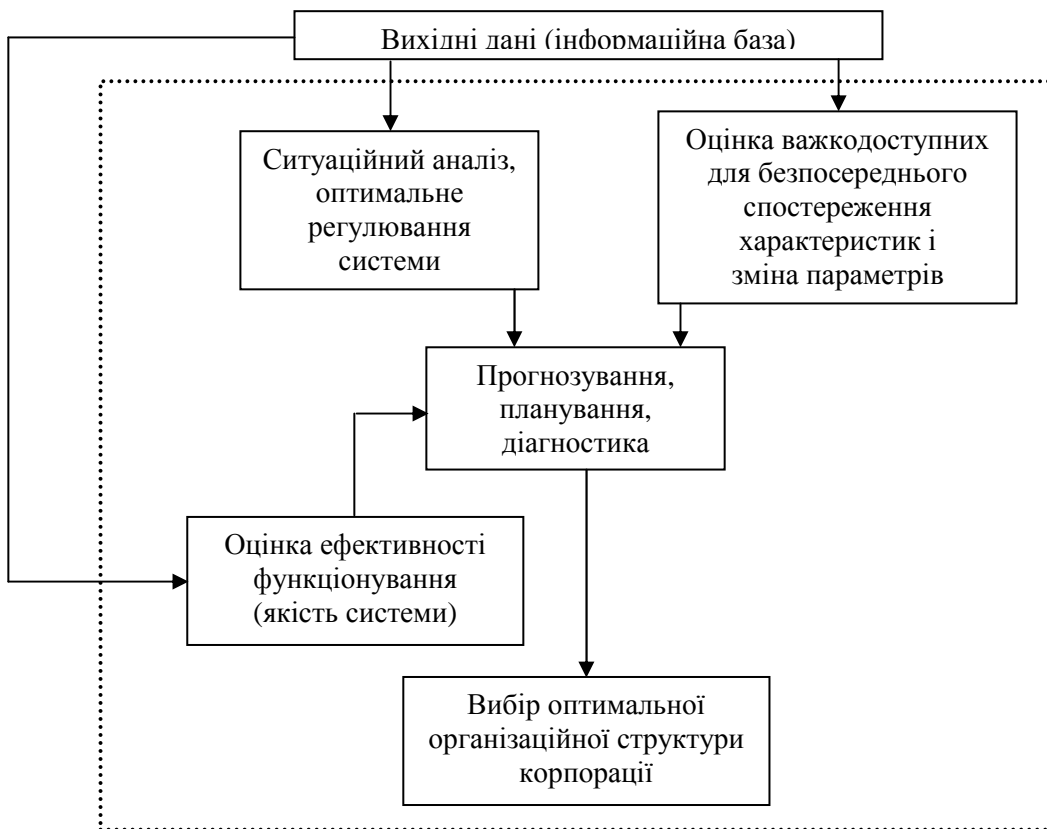 Вихідні дані (інформаційна база)
Ситуаційний аналіз,
оптимальне
регулювання
системи
Оцінка важкодоступних
для безпосереднього
спостереження
характеристик і
зміна параметрів
Прогнозування,
планування,
діагностика
Оцінка ефективності
функціонування
(якість системи)
Вибір оптимальної
організаційної структури
корпорації